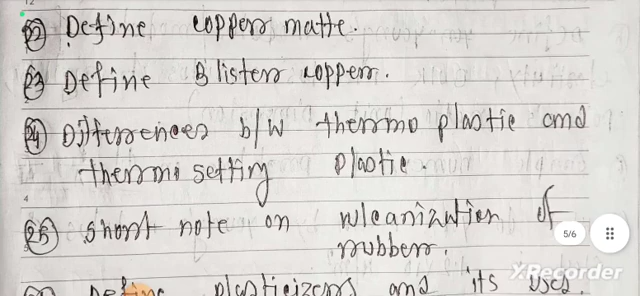 22 Define copper matte.
23 Define Blister copper.
24 Differences b/w thermo plastic and
thermo setting plastic.
25 short note on vulcanization of
rubber.
5/6
XRecorder
Define plasticizers and its uses.